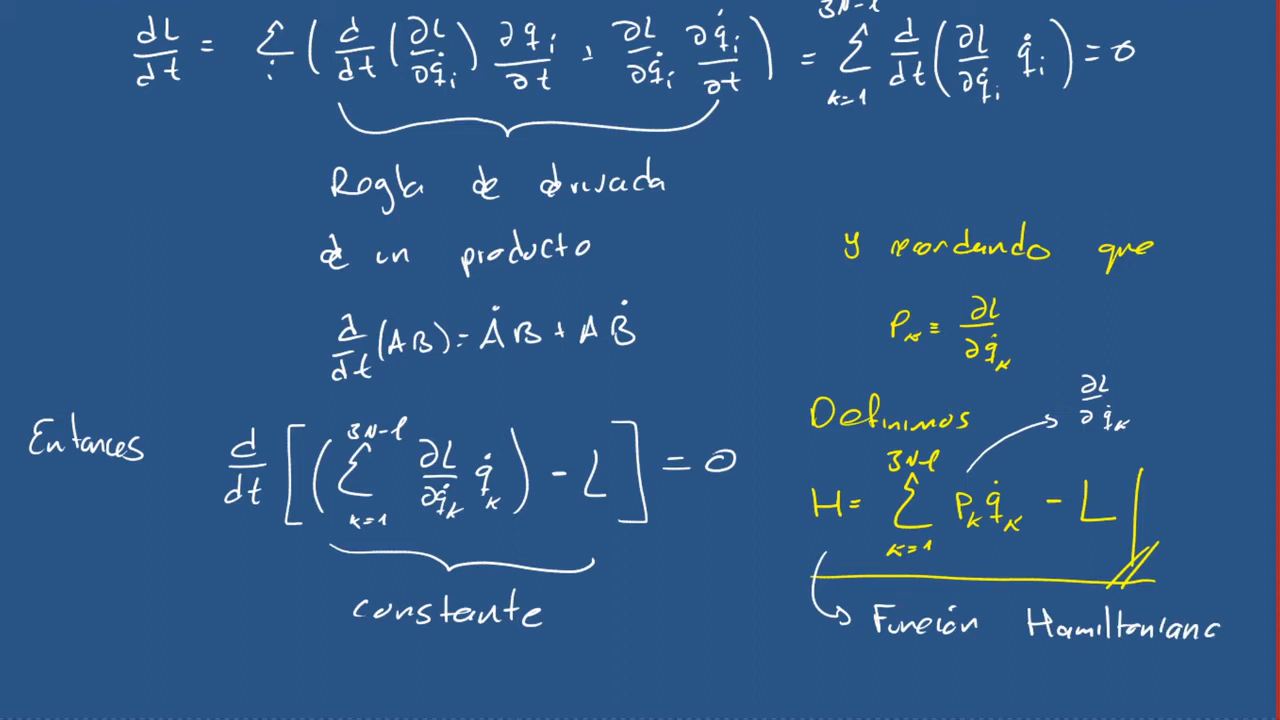 dL/dt = Σ_i ( d/dt (∂L/∂q̇_i) ∂q_i/∂t + ∂L/∂q̇_i ∂q̇_i/∂t ) = Σ_{k=1}^{3N-l} d/dt (∂L/∂q̇_i q̇_i) = 0
Regla de drivada
de un producto
d/dt (AB) = ȦB + AḂ
Entonces d/dt [ ( Σ_{k=1}^{3N-l} ∂L/∂q̇_k q̇_k ) - L ] = 0
constante
y recordando que
P_k ≡ ∂L/∂q̇_k
Definimos
∂L/∂q̇_k
H = Σ_{k=1}^{3N-l} P_k q̇_k - L
Función Hamiltoniana